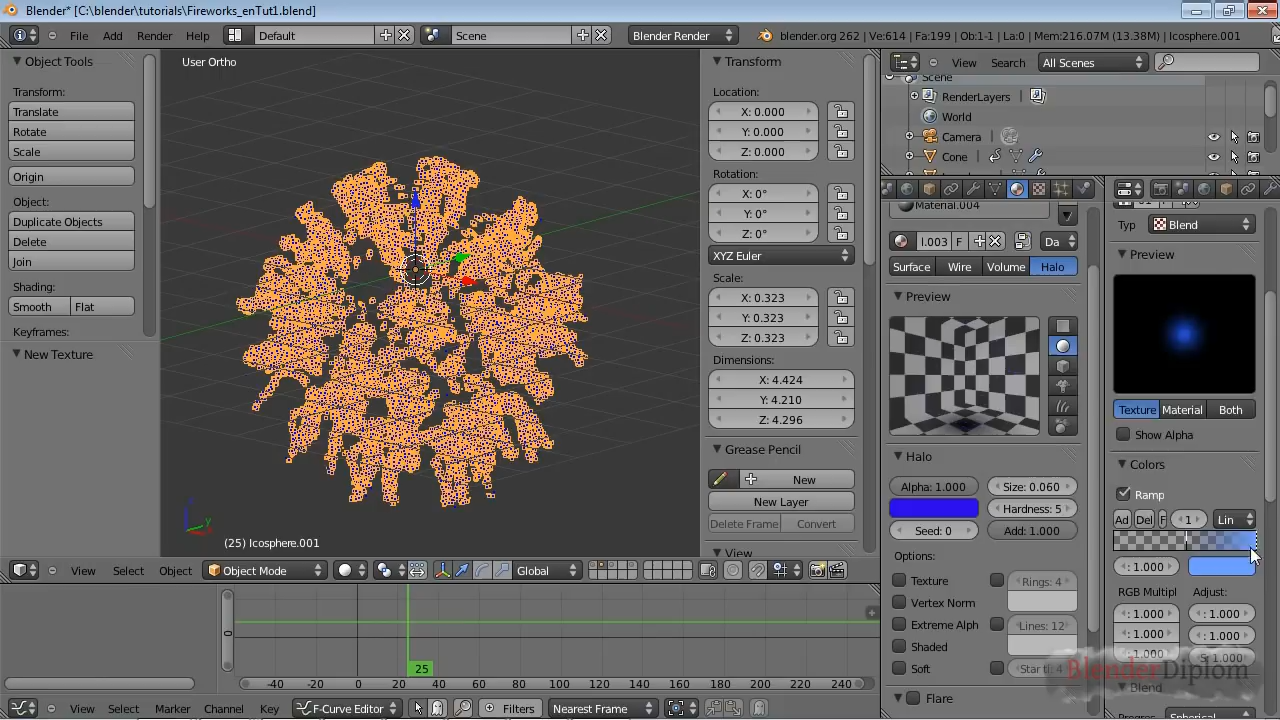 Blender* [C:\blender\tutorials\Fireworks_enTut1.blend]
File Add Render Help Default Scene Blender Render blender.org 262 | Ve:614 | Fa:199 | Ob:1-1 | La:0 | Mem:216.07M (13.38M) | Icosphere.001
Object Tools
Transform:
Translate
Rotate
Scale
Origin
Object:
Duplicate Objects
Delete
Join
Shading:
Smooth Flat
Keyframes:
New Texture
User Ortho
(25) Icosphere.001
Transform
Location:
X: 0.000
Y: 0.000
Z: 0.000
Rotation:
X: 0°
Y: 0°
Z: 0°
XYZ Euler
Scale:
X: 0.323
Y: 0.323
Z: 0.323
Dimensions:
X: 4.424
Y: 4.210
Z: 4.296
Grease Pencil
New
New Layer
Delete Frame Convert
View
View Search All Scenes
Scene
RenderLayers
World
Camera
Cone
Material.004
F Da
Surface Wire Volume Halo
Preview
Halo
Alpha: 1.000 Size: 0.060
Hardness: 5
Seed: 0 Add: 1.000
Options:
Texture Rings: 4
Vertex Norm
Extreme Alph Lines: 12
Shaded
Soft
Flare
Typ Blend
Preview
Texture Material Both
Show Alpha
Colors
Ramp
Ad Del F 1 Lin
: 1.000
RGB Multipl Adjust:
: 1.000 : 1.000
: 1.000 : 1.000
: 1.000 S: 1.000
BlenderDiplom
Blend
View Select Object Object Mode Global
0
25
-40 -20 0 20 40 60 80 100 120 140 160 180 200 220 240
View Select Marker Channel Key F-Curve Editor Filters Nearest Frame